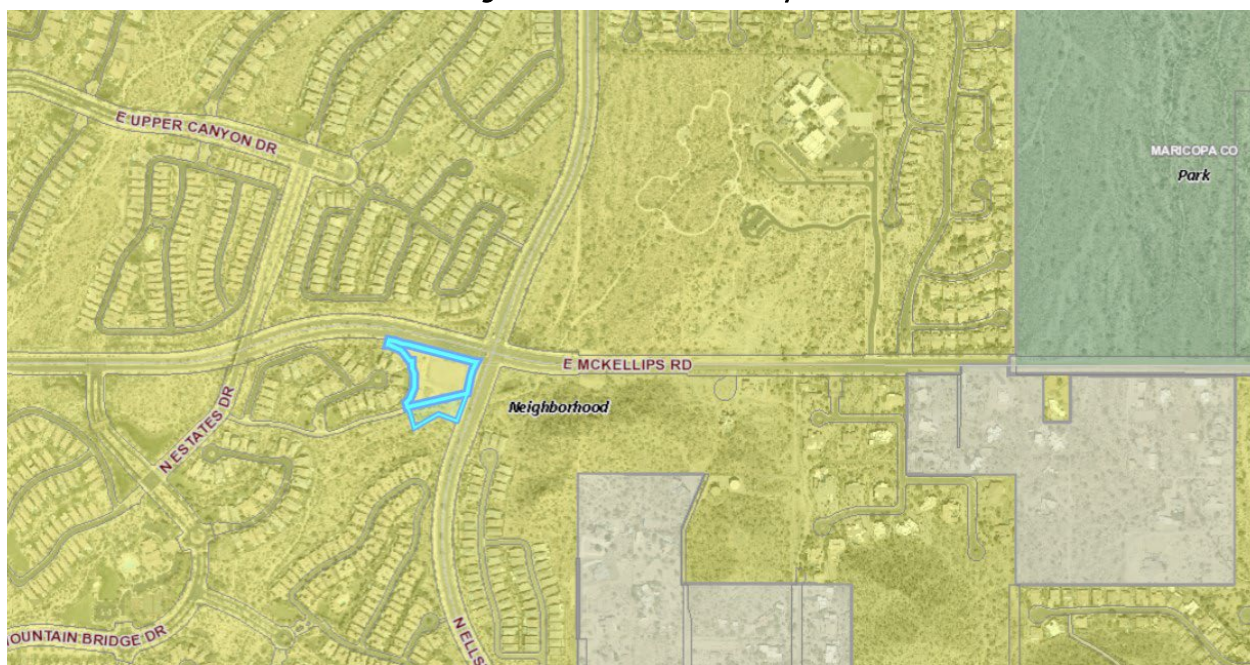 E UPPER CANYON DR
MARICOPA CO
Park
E MCKELLIPS RD
Neighborhood
N ESTATES DR
OUNTAIN BRIDGE DR
N ELLS